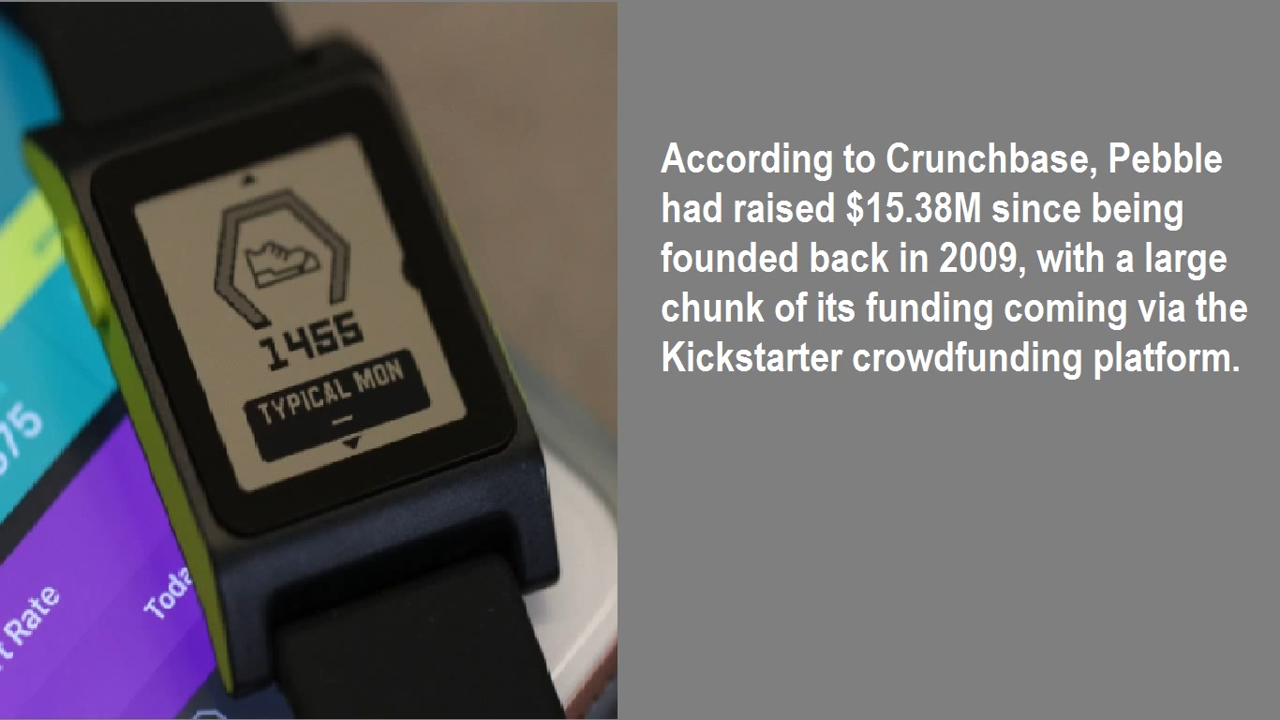 1455
TYPICAL MON
75
t Rate
Toda
According to Crunchbase, Pebble
had raised $15.38M since being
founded back in 2009, with a large
chunk of its funding coming via the
Kickstarter crowdfunding platform.